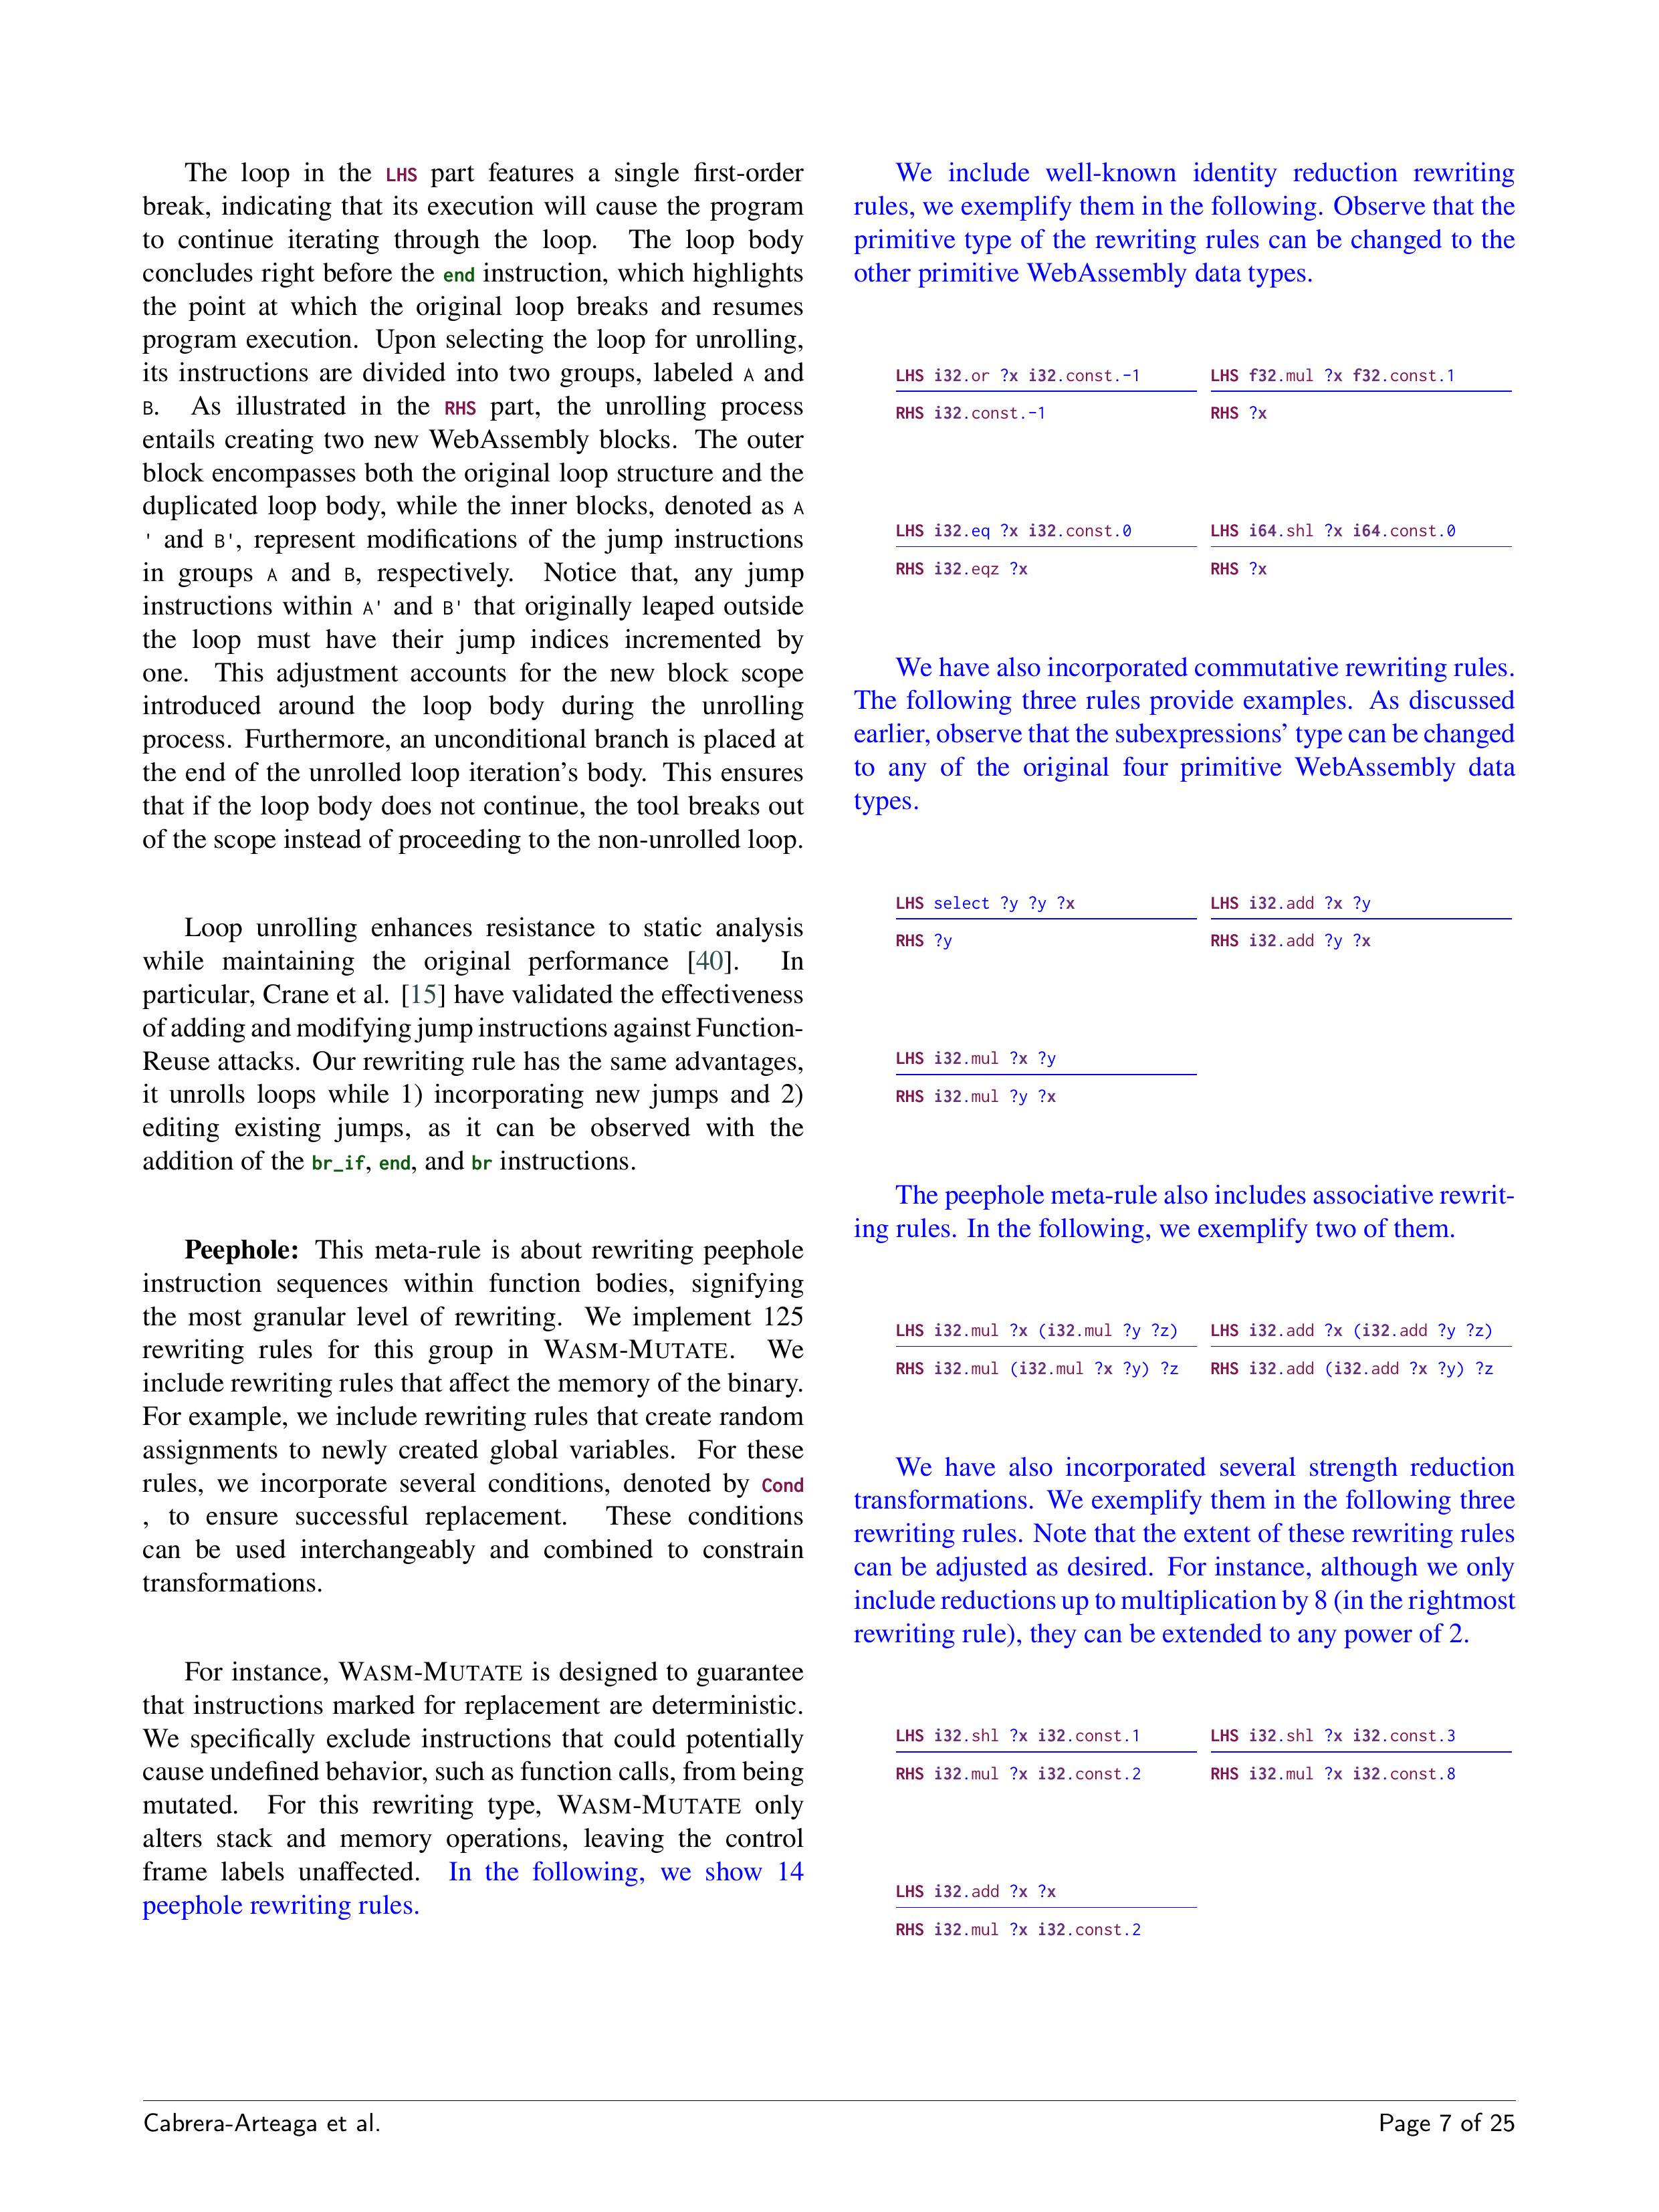 The loop in the LHS part features a single first-order
break, indicating that its execution will cause the program
to continue iterating through the loop. The loop body
concludes right before the end instruction, which highlights
the point at which the original loop breaks and resumes
program execution. Upon selecting the loop for unrolling,
its instructions are divided into two groups, labeled A and
B. As illustrated in the RHS part, the unrolling process
entails creating two new WebAssembly blocks. The outer
block encompasses both the original loop structure and the
duplicated loop body, while the inner blocks, denoted as A
' and B', represent modifications of the jump instructions
in groups A and B, respectively. Notice that, any jump
instructions within A' and B' that originally leaped outside
the loop must have their jump indices incremented by
one. This adjustment accounts for the new block scope
introduced around the loop body during the unrolling
process. Furthermore, an unconditional branch is placed at
the end of the unrolled loop iteration's body. This ensures
that if the loop body does not continue, the tool breaks out
of the scope instead of proceeding to the non-unrolled loop.
Loop unrolling enhances resistance to static analysis
while maintaining the original performance [40]. In
particular, Crane et al. [15] have validated the effectiveness
of adding and modifying jump instructions against Function-
Reuse attacks. Our rewriting rule has the same advantages,
it unrolls loops while 1) incorporating new jumps and 2)
editing existing jumps, as it can be observed with the
addition of the br_if, end, and br instructions.
Peephole: This meta-rule is about rewriting peephole
instruction sequences within function bodies, signifying
the most granular level of rewriting. We implement 125
rewriting rules for this group in WASM-MUTATE. We
include rewriting rules that affect the memory of the binary.
For example, we include rewriting rules that create random
assignments to newly created global variables. For these
rules, we incorporate several conditions, denoted by Cond
, to ensure successful replacement. These conditions
can be used interchangeably and combined to constrain
transformations.
For instance, WASM-MUTATE is designed to guarantee
that instructions marked for replacement are deterministic.
We specifically exclude instructions that could potentially
cause undefined behavior, such as function calls, from being
mutated. For this rewriting type, WASM-MUTATE only
alters stack and memory operations, leaving the control
frame labels unaffected. In the following, we show 14
peephole rewriting rules.
We include well-known identity reduction rewriting
rules, we exemplify them in the following. Observe that the
primitive type of the rewriting rules can be changed to the
other primitive WebAssembly data types.
LHS i32.or ?x i32.const.-1
RHS i32.const.-1
LHS f32.mul ?x f32.const.1
RHS ?x
LHS i32.eq ?x i32.const.0
RHS i32.eqz ?x
LHS i64.shl ?x i64.const.0
RHS ?x
We have also incorporated commutative rewriting rules.
The following three rules provide examples. As discussed
earlier, observe that the subexpressions' type can be changed
to any of the original four primitive WebAssembly data
types.
LHS select ?y ?y ?x
RHS ?y
LHS i32.add ?x ?y
RHS i32.add ?y ?x
LHS i32.mul ?x ?y
RHS i32.mul ?y ?x
The peephole meta-rule also includes associative rewrit-
ing rules. In the following, we exemplify two of them.
LHS i32.mul ?x (i32.mul ?y ?z)
RHS i32.mul (i32.mul ?x ?y) ?z
LHS i32.add ?x (i32.add ?y ?z)
RHS i32.add (i32.add ?x ?y) ?z
We have also incorporated several strength reduction
transformations. We exemplify them in the following three
rewriting rules. Note that the extent of these rewriting rules
can be adjusted as desired. For instance, although we only
include reductions up to multiplication by 8 (in the rightmost
rewriting rule), they can be extended to any power of 2.
LHS i32.shl ?x i32.const.1
RHS i32.mul ?x i32.const.2
LHS i32.shl ?x i32.const.3
RHS i32.mul ?x i32.const.8
LHS i32.add ?x ?x
RHS i32.mul ?x i32.const.2
Cabrera-Arteaga et al.
Page 7 of 25